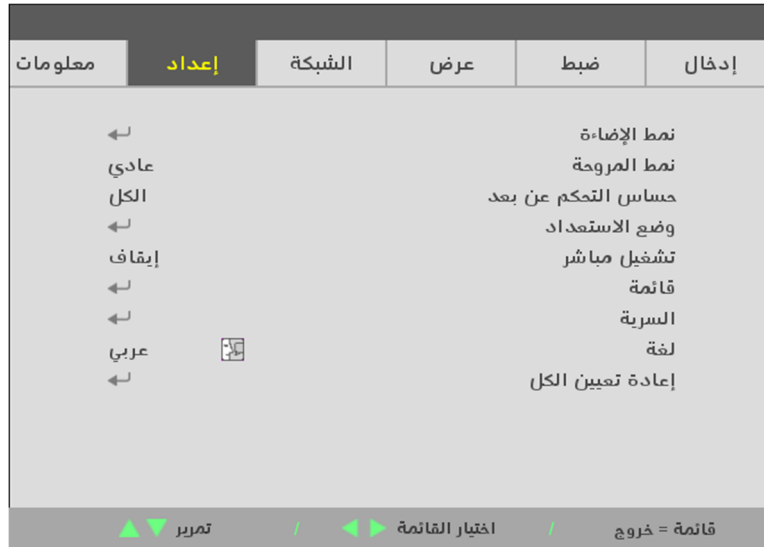 إدخال ضبط عرض الشبكة إعداد معلومات
نمط الإضاءة
نمط المروحة عادي
حساس التحكم عن بعد الكل
وضع الاستعداد
تشغيل مباشر إيقاف
قائمة
السرية
لغة عربي
إعادة تعيين الكل
قائمة = خروج / اختيار القائمة / تمرير